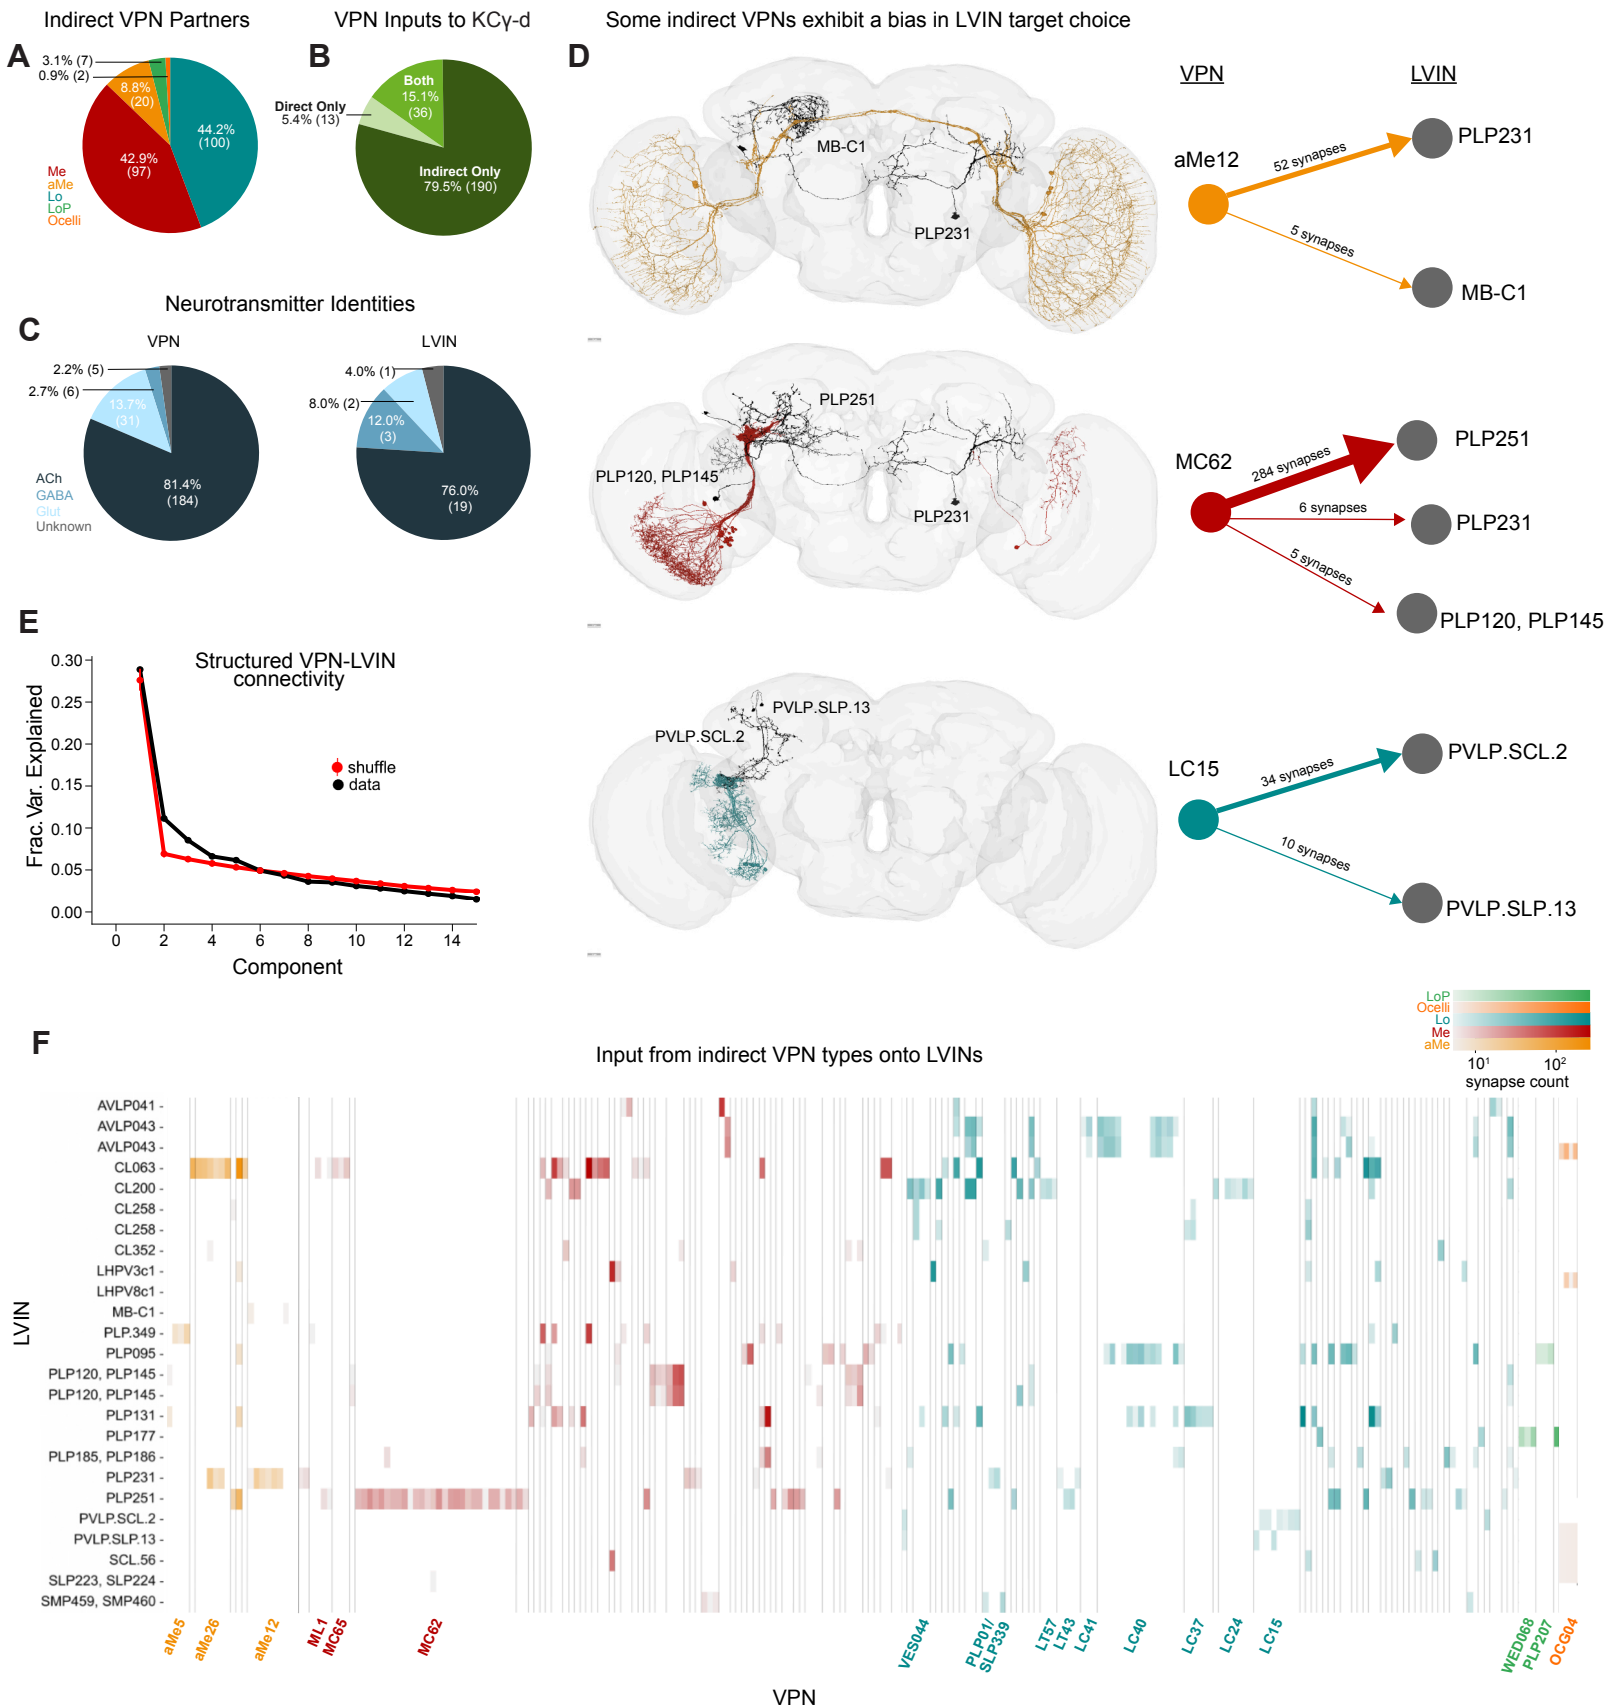 Indirect VPN Partners
VPN Inputs to KCγ-d
Some indirect VPNs exhibit a bias in LVIN target choice
A
3.1% (7)
0.9% (2)
8.8%
(20)
44.2%
(100)
42.9%
(97)
Me
aMe
Lo
LoP
Ocelli
B
Both
15.1%
(36)
Direct Only
5.4% (13)
Indirect Only
79.5% (190)
Neurotransmitter Identities
C
VPN
2.2% (5)
2.7% (6)
13.7%
(31)
81.4%
(184)
LVIN
4.0% (1)
8.0% (2)
12.0%
(3)
76.0%
(19)
ACh
GABA
Glut
Unknown
D
MB-C1
PLP231
VPN
LVIN
aMe12
52 synapses
PLP231
5 synapses
MB-C1
PLP251
PLP120, PLP145
PLP231
MC62
284 synapses
PLP251
6 synapses
PLP231
5 synapses
PLP120, PLP145
PVLP.SLP.13
PVLP.SCL.2
LC15
34 synapses
PVLP.SCL.2
10 synapses
PVLP.SLP.13
E
Structured VPN-LVIN
connectivity
Frac. Var. Explained
0.30
0.25
0.20
0.15
0.10
0.05
0.00
shuffle
data
0 2 4 6 8 10 12 14
Component
F
Input from indirect VPN types onto LVINs
LoP
Ocelli
Lo
Me
aMe
10¹ 10²
synapse count
LVIN
AVLP041 -
AVLP043 -
AVLP043 -
CL063 -
CL200 -
CL258 -
CL258 -
CL352 -
LHPV3c1 -
LHPV8c1 -
MB-C1 -
PLP.349 -
PLP095 -
PLP120, PLP145 -
PLP120, PLP145 -
PLP131 -
PLP177 -
PLP185, PLP186 -
PLP231 -
PLP251 -
PVLP.SCL.2 -
PVLP.SLP.13 -
SCL.56 -
SLP223, SLP224 -
SMP459, SMP460 -
aMe5
aMe26
aMe12
ML1
MC65
MC62
VES044
PLP01/
SLP339
LT57
LT43
LC41
LC40
LC37
LC24
LC15
WED068
PLP207
OCG04
VPN